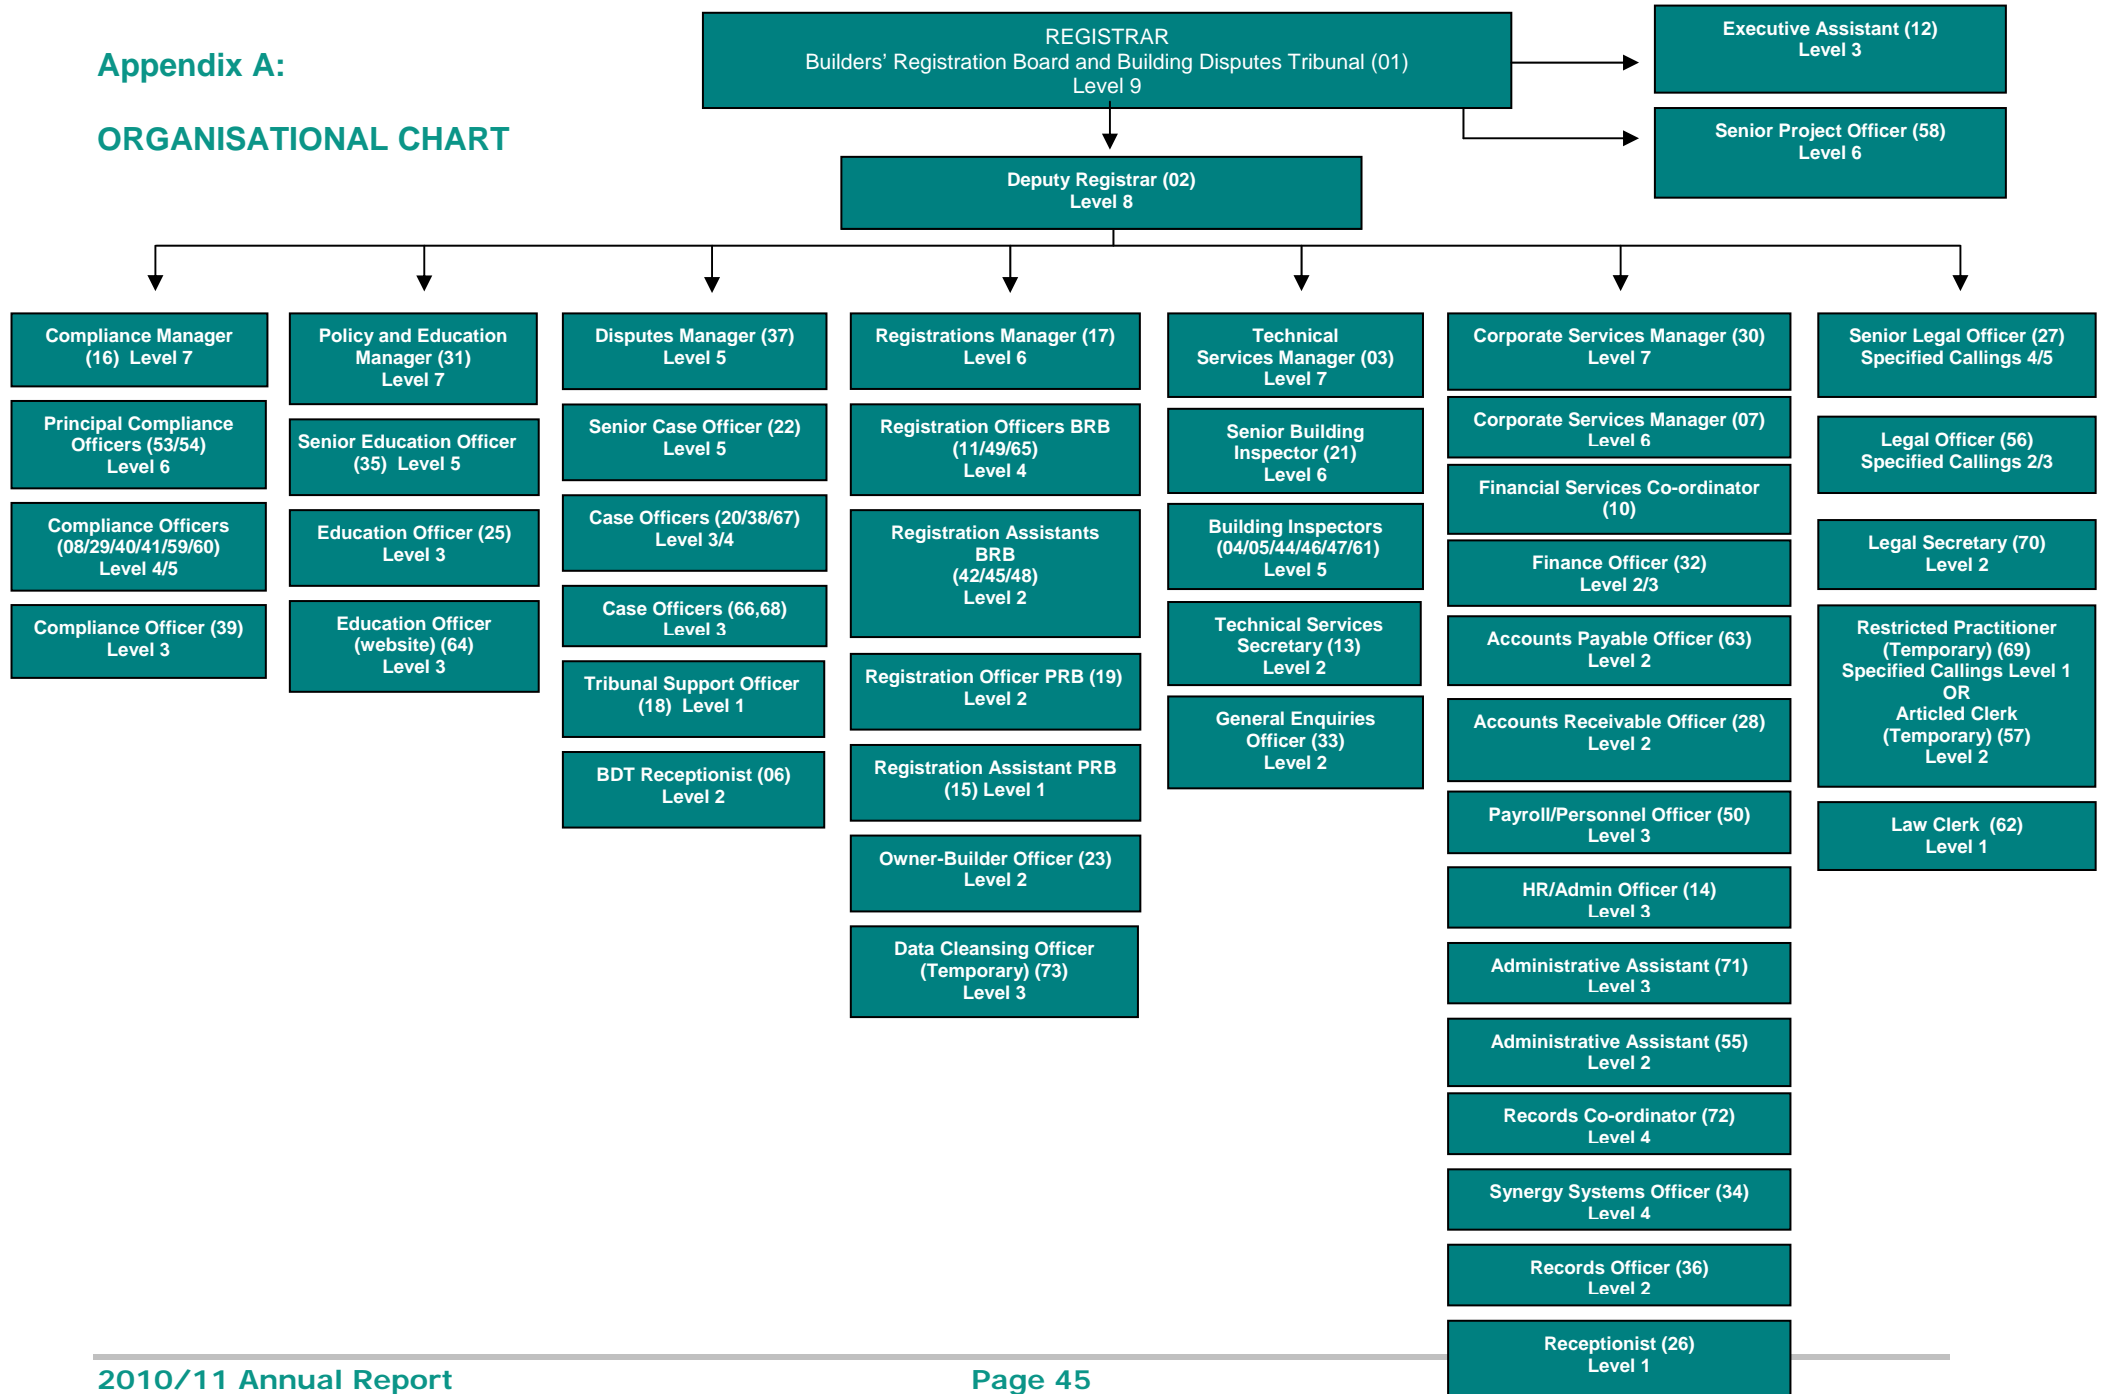 Appendix A:
ORGANISATIONAL CHART
REGISTRAR
Builders' Registration Board and Building Disputes Tribunal (01)
Level 9
Executive Assistant (12)
Level 3
Senior Project Officer (58)
Level 6
Deputy Registrar (02)
Level 8
Compliance Manager
(16) Level 7
Principal Compliance
Officers (53/54)
Level 6
Compliance Officers
(08/29/40/41/59/60)
Level 4/5
Compliance Officer (39)
Level 3
Policy and Education
Manager (31)
Level 7
Senior Education Officer
(35) Level 5
Education Officer (25)
Level 3
Education Officer
(website) (64)
Level 3
Disputes Manager (37)
Level 5
Senior Case Officer (22)
Level 5
Case Officers (20/38/67)
Level 3/4
Case Officers (66,68)
Level 3
Tribunal Support Officer
(18) Level 1
BDT Receptionist (06)
Level 2
Registrations Manager (17)
Level 6
Registration Officers BRB
(11/49/65)
Level 4
Registration Assistants
BRB
(42/45/48)
Level 2
Registration Officer PRB (19)
Level 2
Registration Assistant PRB
(15) Level 1
Owner-Builder Officer (23)
Level 2
Data Cleansing Officer
(Temporary) (73)
Level 3
Technical
Services Manager (03)
Level 7
Senior Building
Inspector (21)
Level 6
Building Inspectors
(04/05/44/46/47/61)
Level 5
Technical Services
Secretary (13)
Level 2
General Enquiries
Officer (33)
Level 2
Corporate Services Manager (30)
Level 7
Corporate Services Manager (07)
Level 6
Financial Services Co-ordinator
(10)
Finance Officer (32)
Level 2/3
Accounts Payable Officer (63)
Level 2
Accounts Receivable Officer (28)
Level 2
Payroll/Personnel Officer (50)
Level 3
HR/Admin Officer (14)
Level 3
Administrative Assistant (71)
Level 3
Administrative Assistant (55)
Level 2
Records Co-ordinator (72)
Level 4
Synergy Systems Officer (34)
Level 4
Records Officer (36)
Level 2
Receptionist (26)
Level 1
Senior Legal Officer (27)
Specified Callings 4/5
Legal Officer (56)
Specified Callings 2/3
Legal Secretary (70)
Level 2
Restricted Practitioner
(Temporary) (69)
Specified Callings Level 1
OR
Articled Clerk
(Temporary) (57)
Level 2
Law Clerk (62)
Level 1
2010/11 Annual Report
Page 45